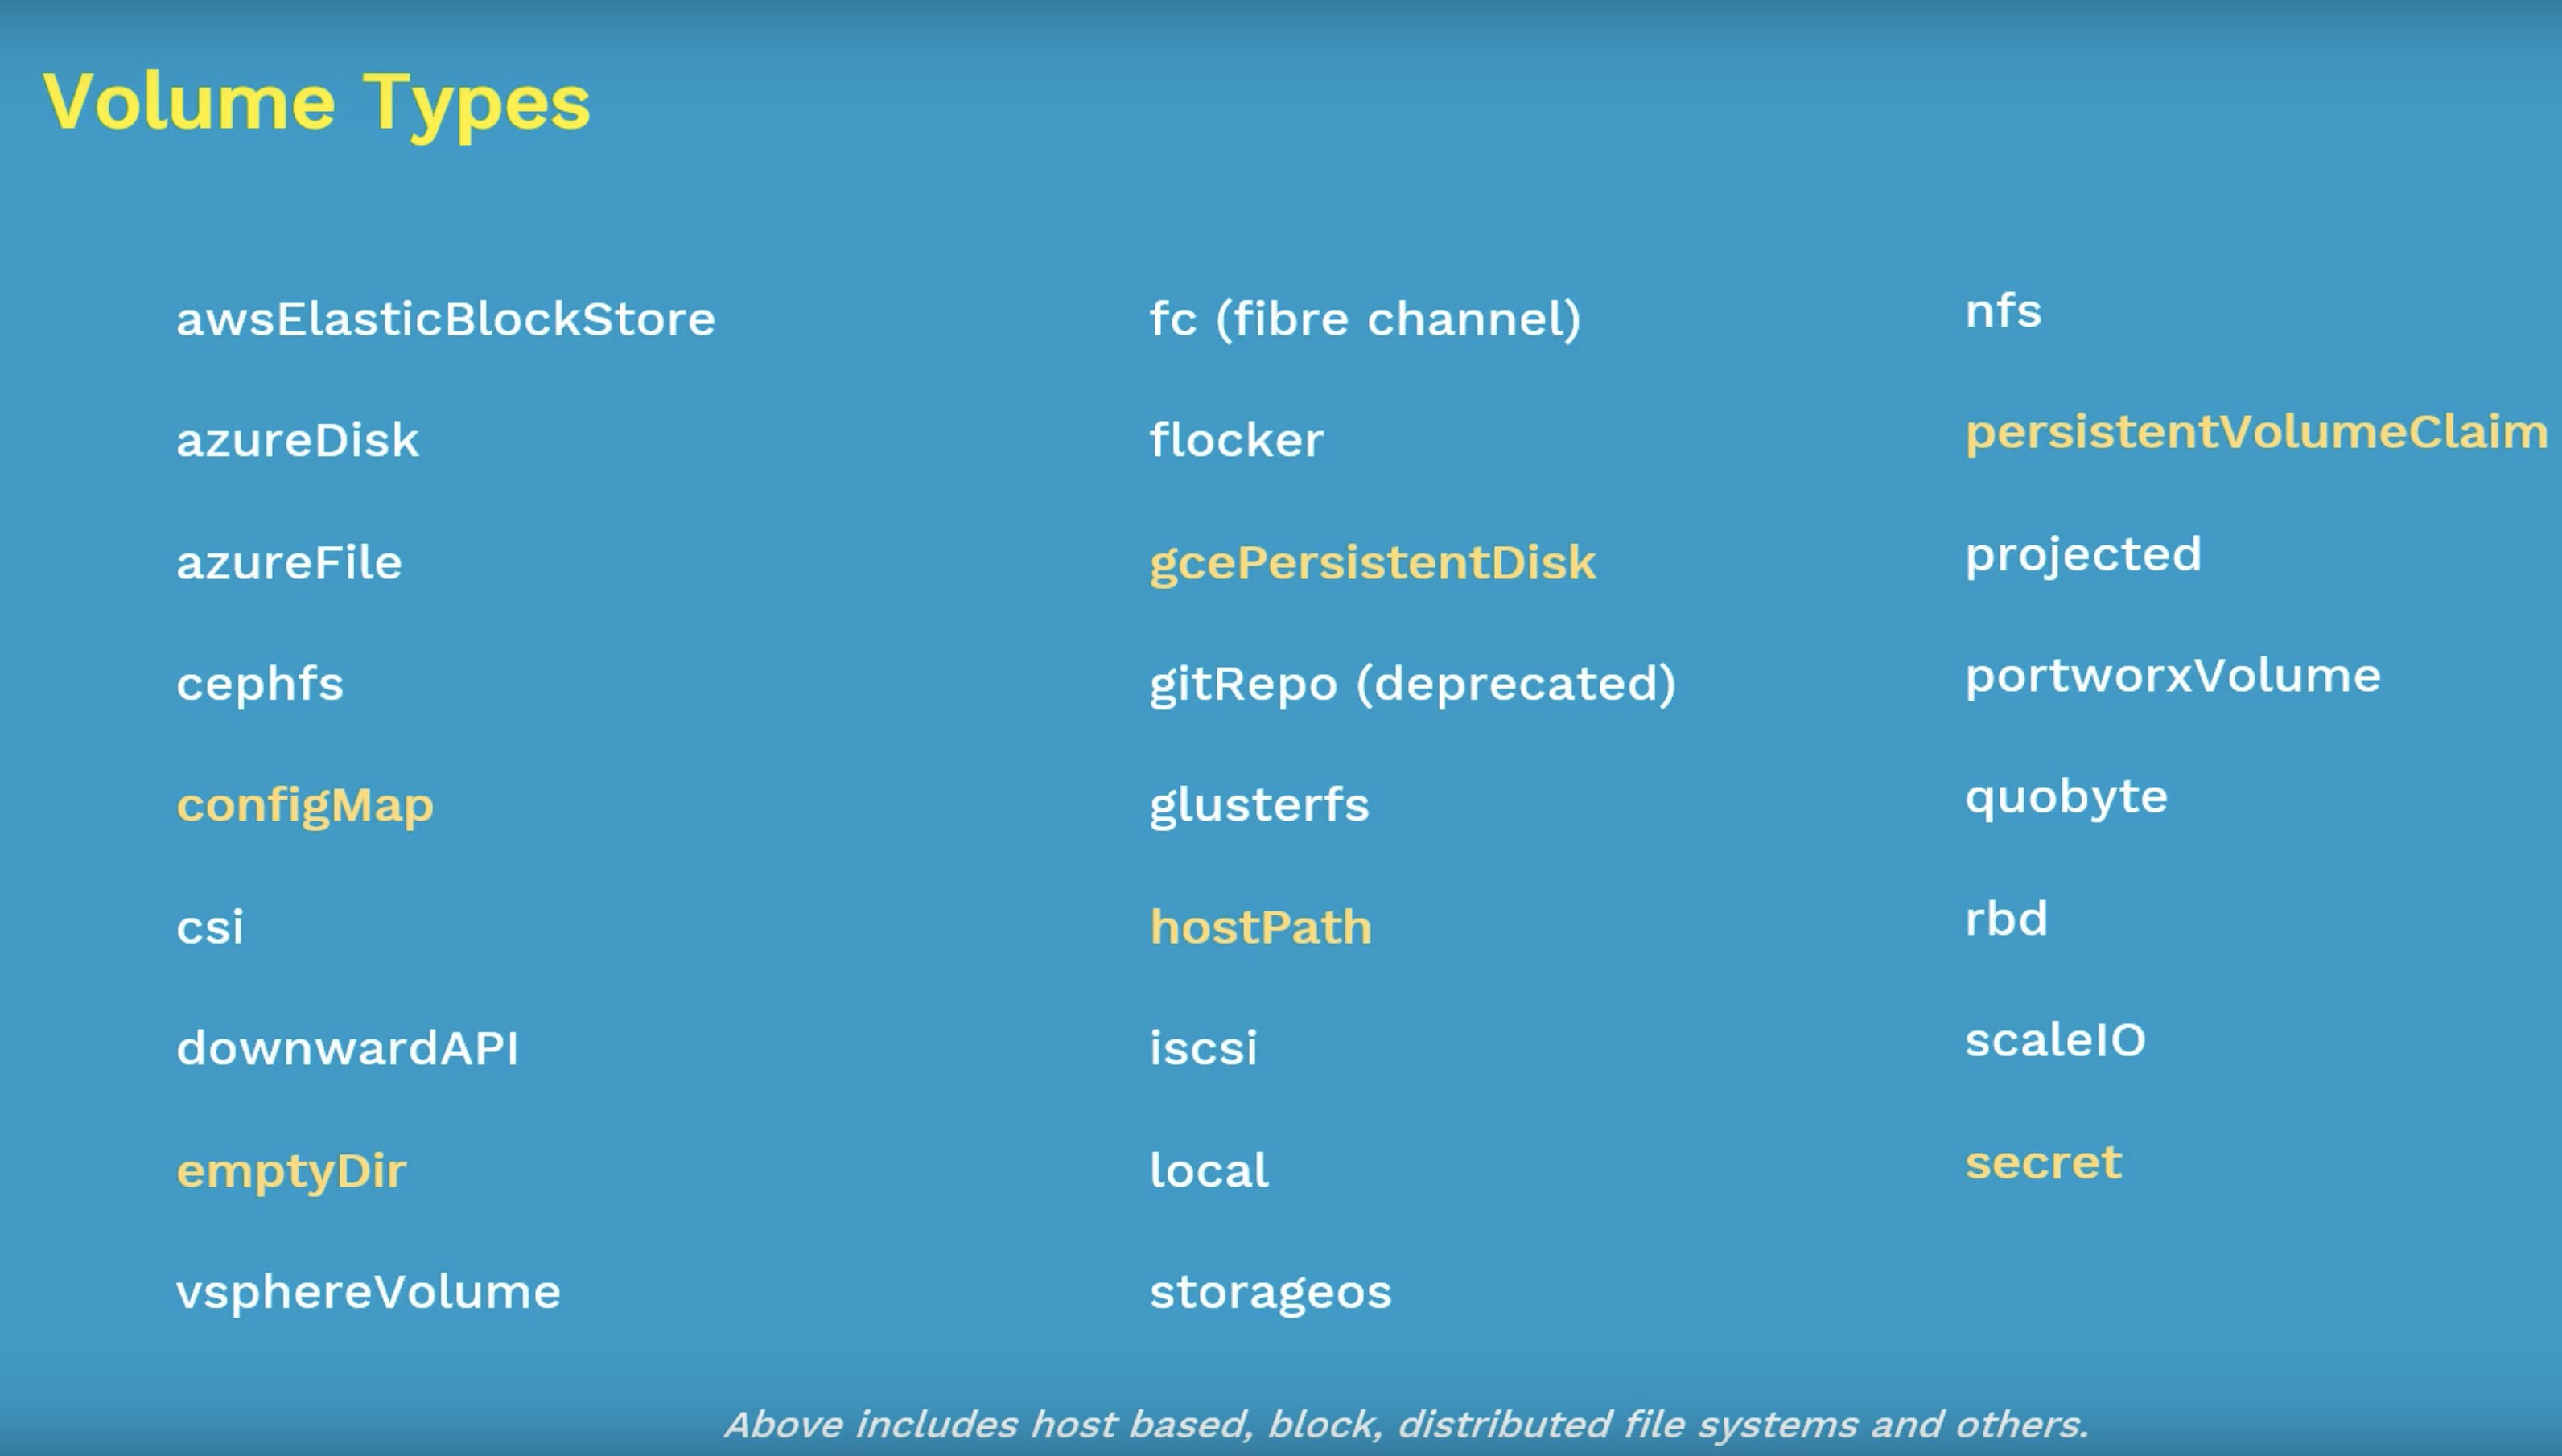 Volume Types
awsElasticBlockStore
azureDisk
azureFile
cephfs
configMap
csi
downwardAPI
emptyDir
vsphereVolume
fc (fibre channel)
flocker
gcePersistentDisk
gitRepo (deprecated)
glusterfs
hostPath
iscsi
local
storageos
nfs
persistentVolumeClaim
projected
portworxVolume
quobyte
rbd
scaleIO
secret
Above includes host based, block, distributed file systems and others.